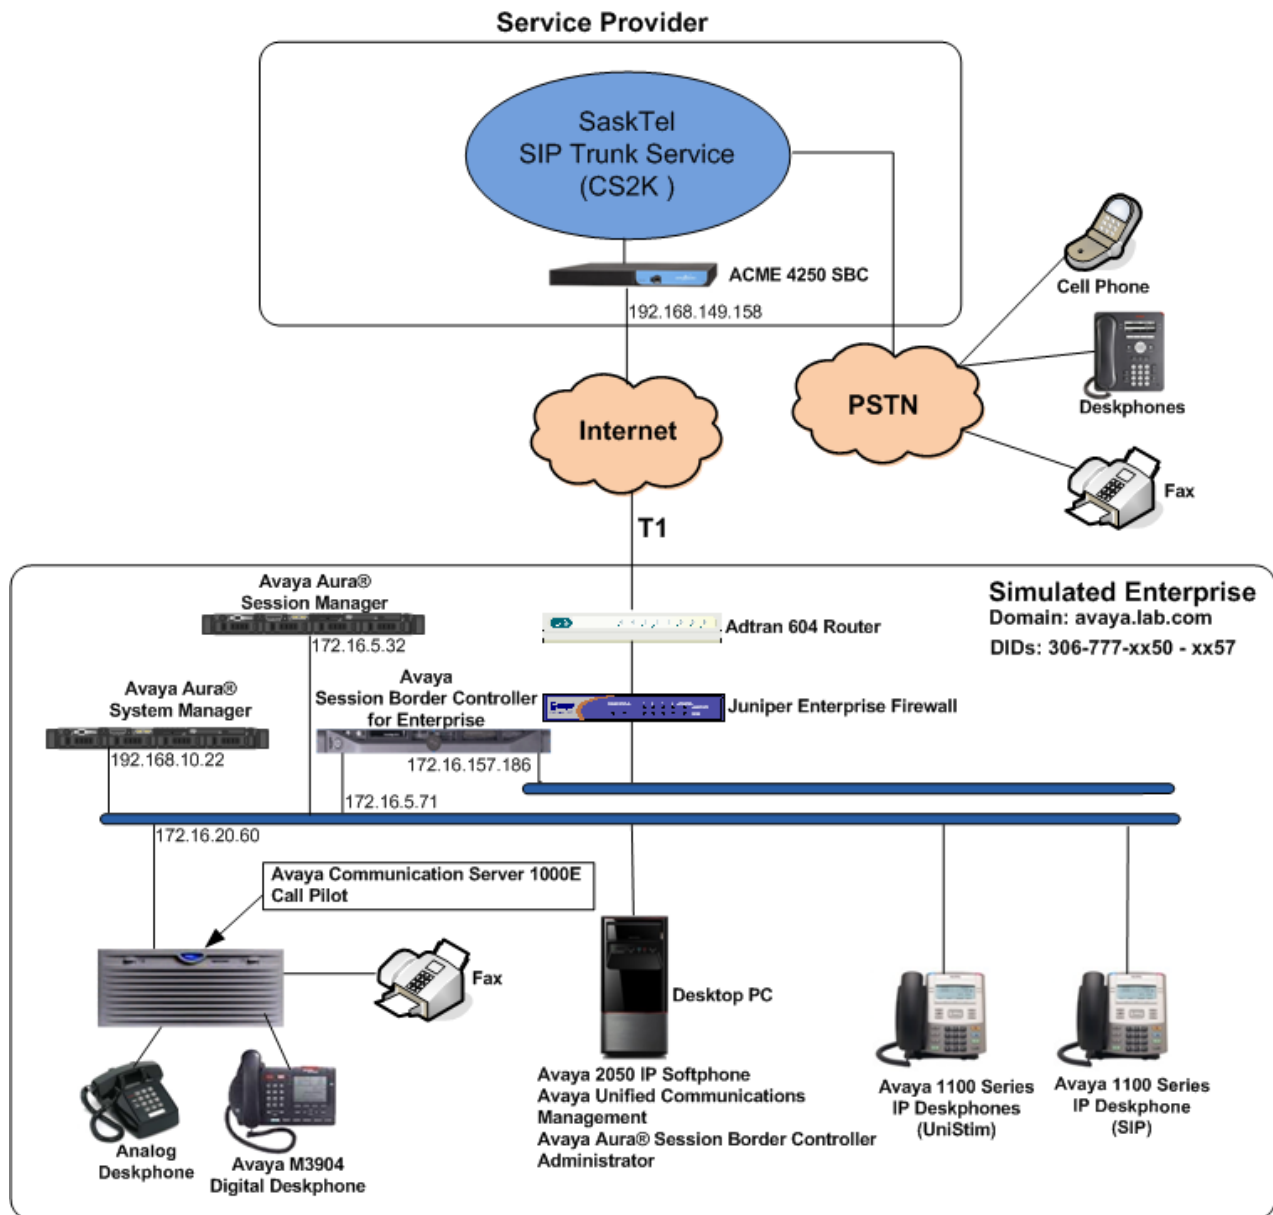 Service Provider
SaskTel
SIP Trunk Service
(CS2K )
ACME 4250 SBC
192.168.149.158
Cell Phone
Deskphones
PSTN
Internet
Fax
T1
Simulated Enterprise
Domain: avaya.lab.com
DIDs: 306-777-xx50 - xx57
Avaya Aura®
Session Manager
172.16.5.32
Adtran 604 Router
Avaya Aura®
System Manager
192.168.10.22
Avaya
Session Border Controller
for Enterprise
172.16.157.186
Juniper Enterprise Firewall
172.16.5.71
172.16.20.60
Avaya Communication Server 1000E
Call Pilot
Fax
Desktop PC
Analog
Deskphone
Avaya M3904
Digital Deskphone
Avaya 2050 IP Softphone
Avaya Unified Communications
Management
Avaya Aura® Session Border Controller
Administrator
Avaya 1100 Series
IP Deskphones
(UniStim)
Avaya 1100 Series
IP Deskphone
(SIP)